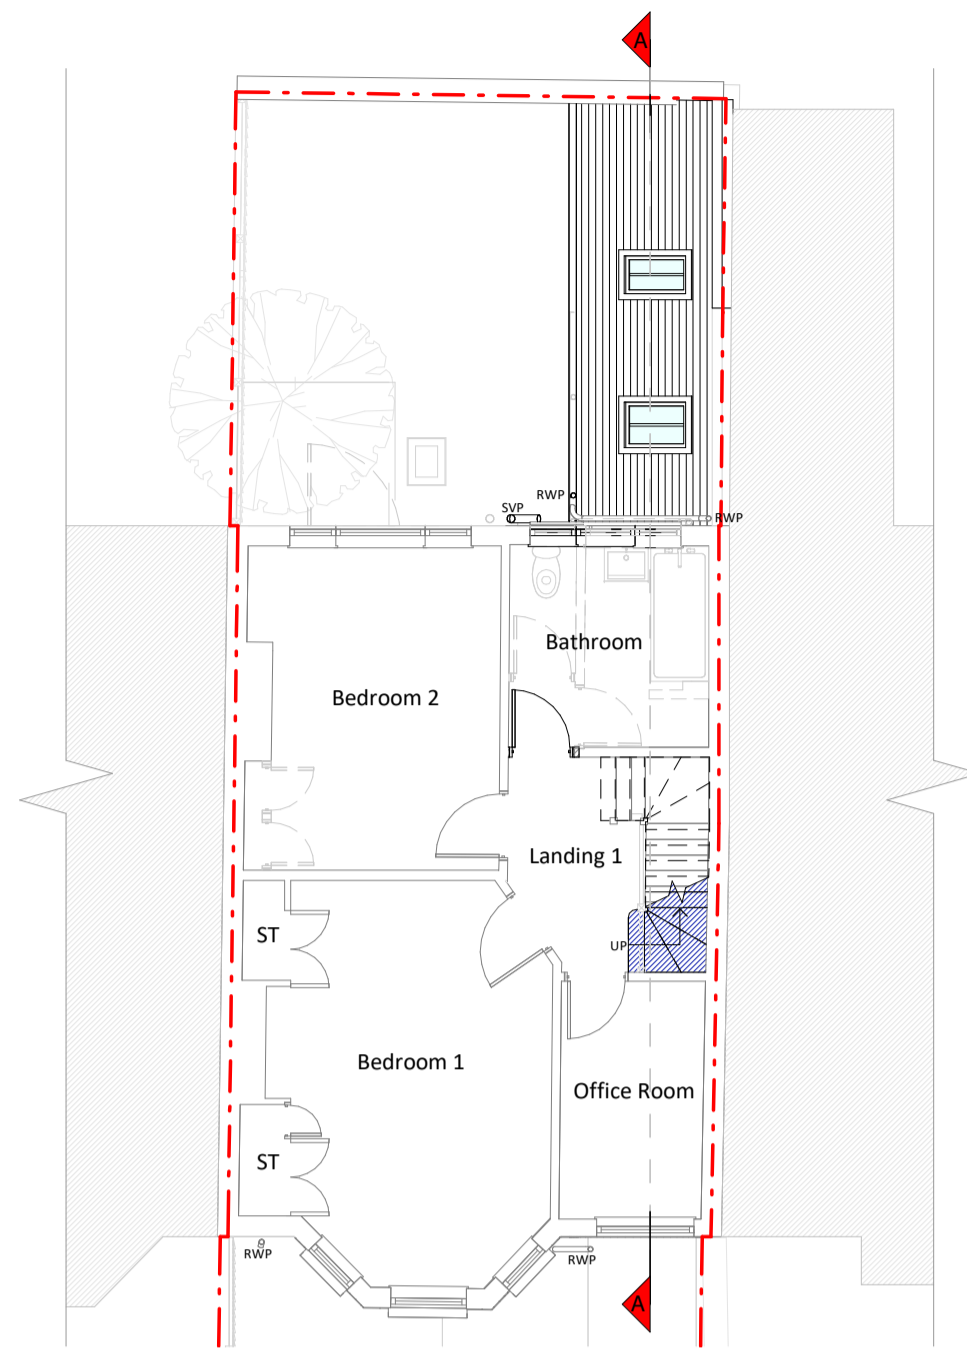 A
RWP
SVP
RWP
Bathroom
Bedroom 2
Landing 1
ST
UP
Bedroom 1
Office Room
ST
RWP
RWP
A